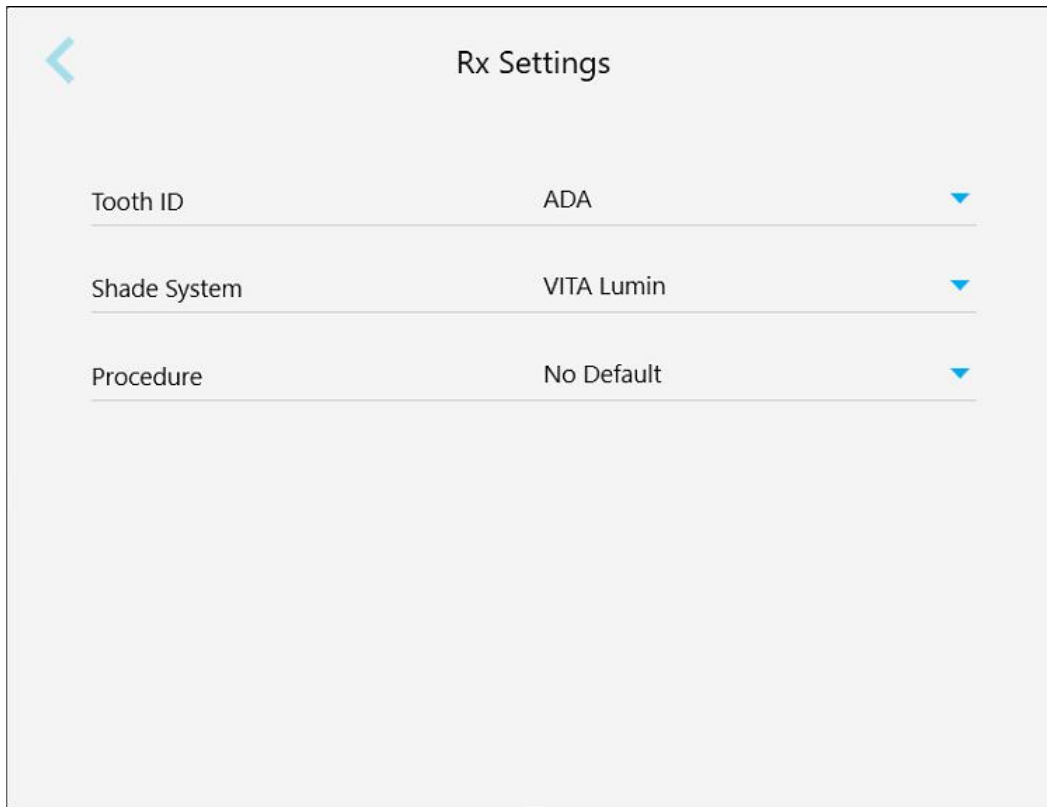 Rx Settings
Tooth ID ADA
Shade System VITA Lumin
Procedure No Default